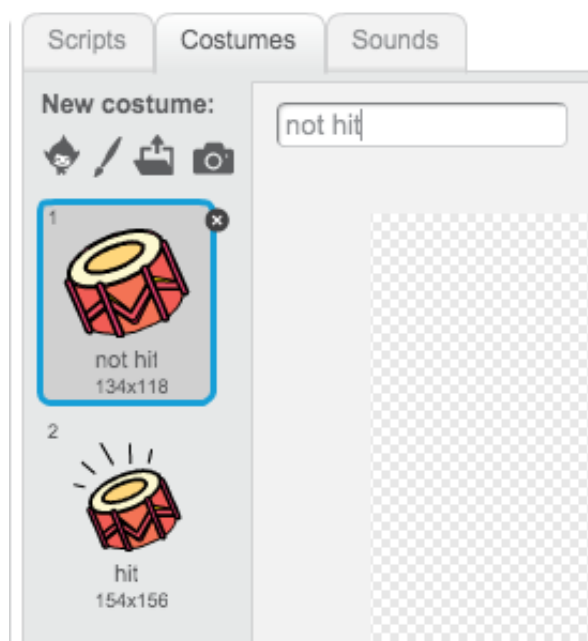 Scripts Costumes Sounds
New costume:
not hit
1
not hit
134x118
2
hit
154x156